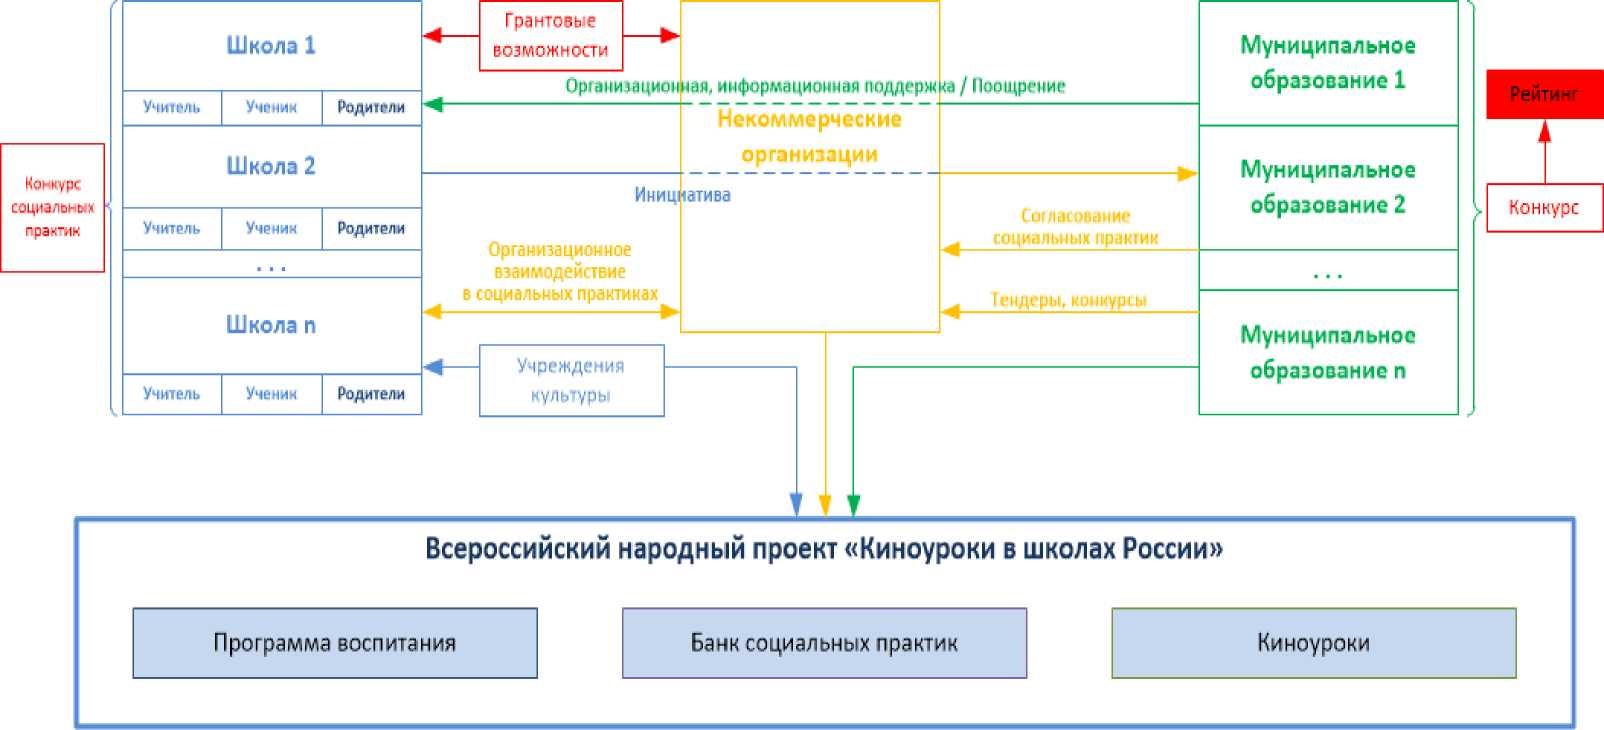 Школа 1
Учитель Ученик Родители
Школа 2
Учитель Ученик Родители
. . .
Школа n
Учитель Ученик Родители
Конкурс
социальных
практик
Грантовые
возможности
Организационная, информационная поддержка / Поощрение
Некоммерческие
организации
Инициатива
Согласование
социальных практик
Организационное
взаимодействие
в социальных практиках
Тендеры, конкурсы
Учреждения
культуры
Муниципальное
образование 1
Муниципальное
образование 2
. . .
Муниципальное
образование n
Рейтинг
Конкурс
Всероссийский народный проект «Киноуроки в школах России»
Программа воспитания
Банк социальных практик
Киноуроки